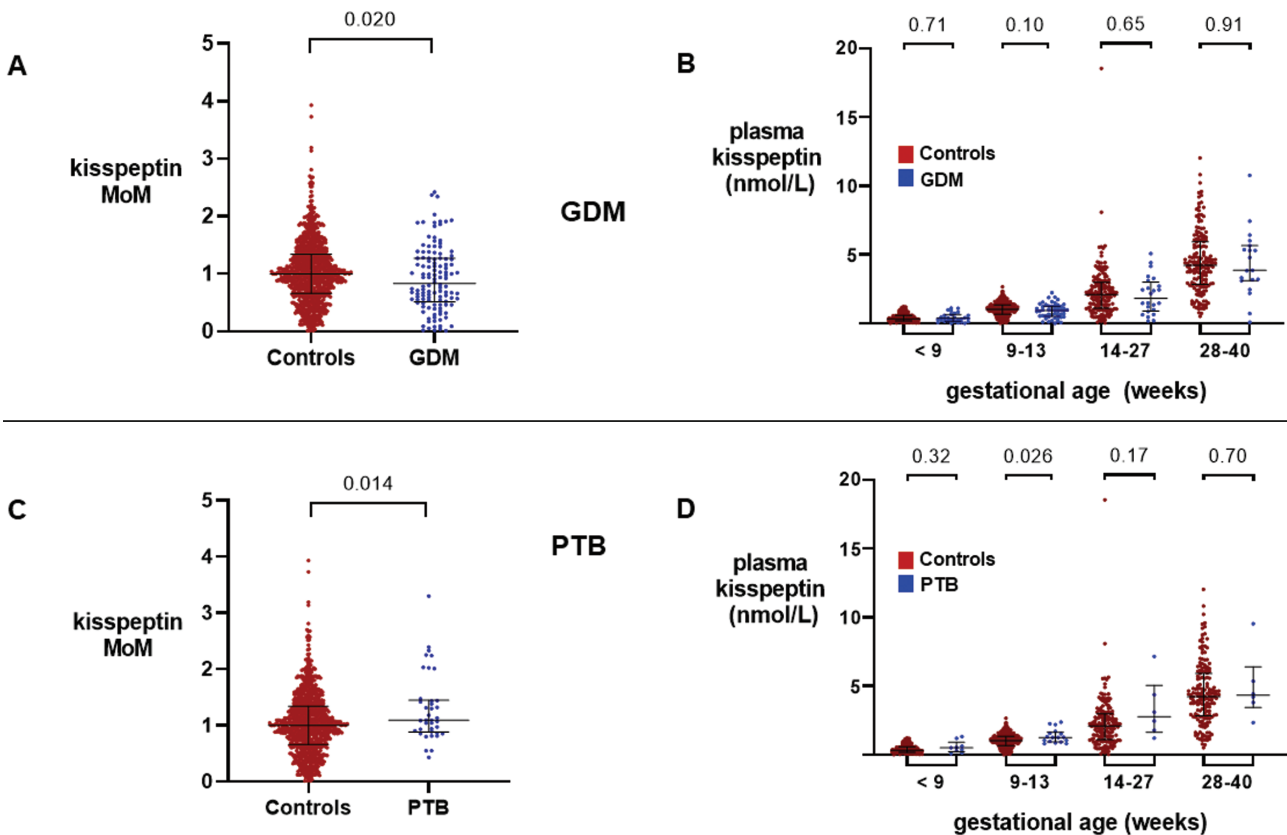 A
0.020
5
4
3
2
1
0
kisspeptin
MoM
Controls
GDM
GDM
B
0.71
0.10
0.65
0.91
20
15
10
5
plasma
kisspeptin
(nmol/L)
Controls
GDM
< 9
9-13
14-27
28-40
gestational age (weeks)
C
0.014
5
4
3
2
1
0
kisspeptin
MoM
Controls
PTB
PTB
D
0.32
0.026
0.17
0.70
20
15
10
5
plasma
kisspeptin
(nmol/L)
Controls
PTB
< 9
9-13
14-27
28-40
gestational age (weeks)